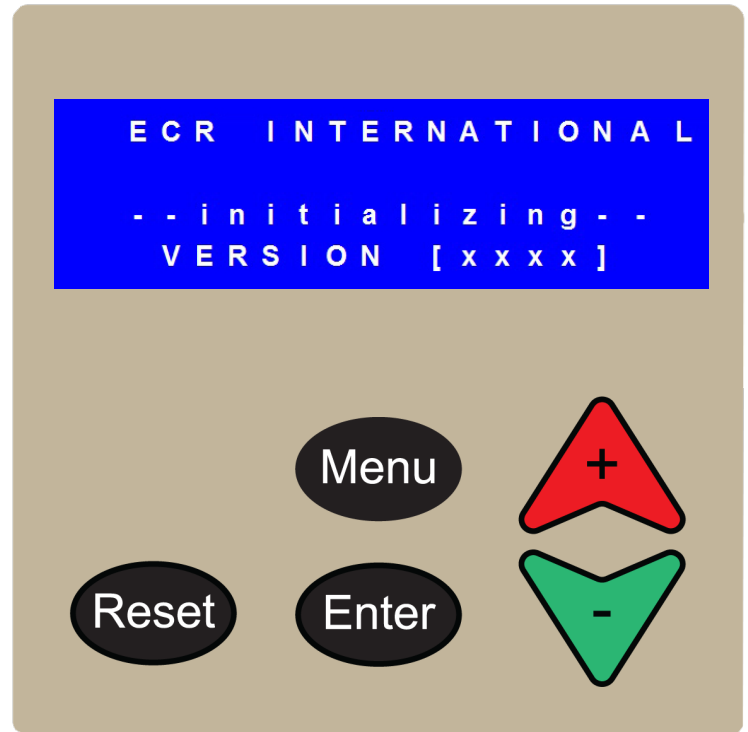 ECR INTERNATIONAL
--initializing--
VERSION [xxxx]
Menu
+
Reset
Enter
-